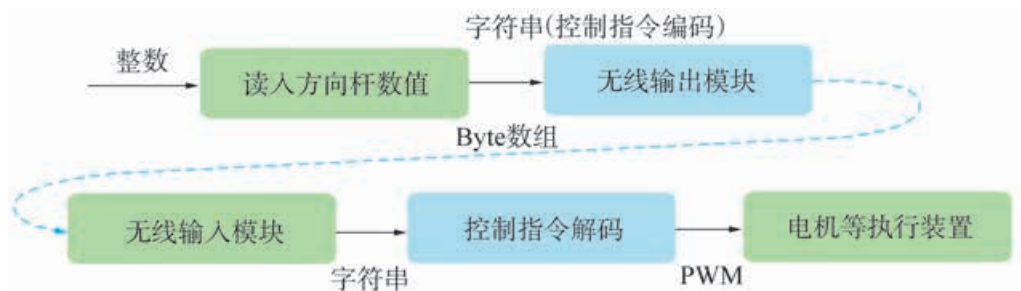 字符串(控制指令编码)
整数
读入方向杆数值
无线输出模块
Byte数组
无线输入模块
控制指令解码
电机等执行装置
字符串
PWM